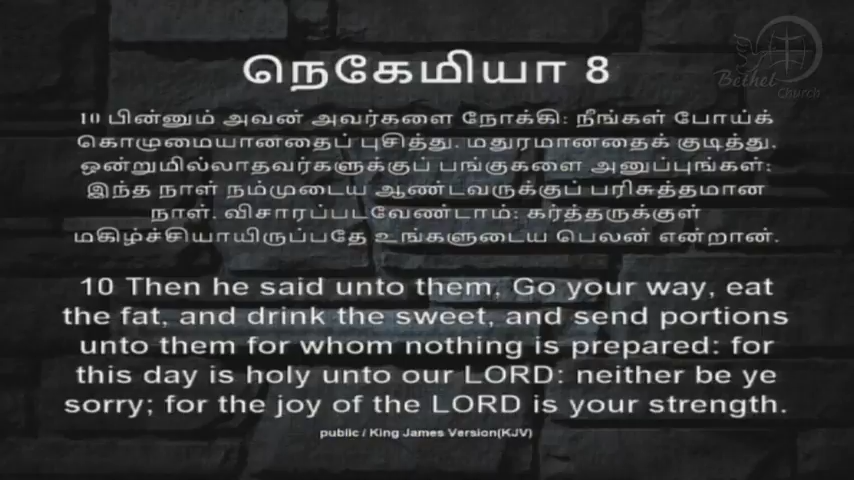 Bethel
Church
நெகேமியா 8
10 பின்னும் அவன் அவர்களை நோக்கி: நீங்கள் போய்க்
கொழுமையானதைப் புசித்து, மதுரமானதைக் குடித்து,
ஒன்றுமில்லாதவர்களுக்குப் பங்குகளை அனுப்புங்கள்;
இந்த நாள் நம்முடைய ஆண்டவருக்குப் பரிசுத்தமான
நாள், விசாரப்படவேண்டாம்; கர்த்தருக்குள்
மகிழ்ச்சியாயிருப்பதே உங்களுடைய பெலன் என்றான்.
10 Then he said unto them, Go your way, eat
the fat, and drink the sweet, and send portions
unto them for whom nothing is prepared: for
this day is holy unto our LORD: neither be ye
sorry; for the joy of the LORD is your strength.
public / King James Version(KJV)